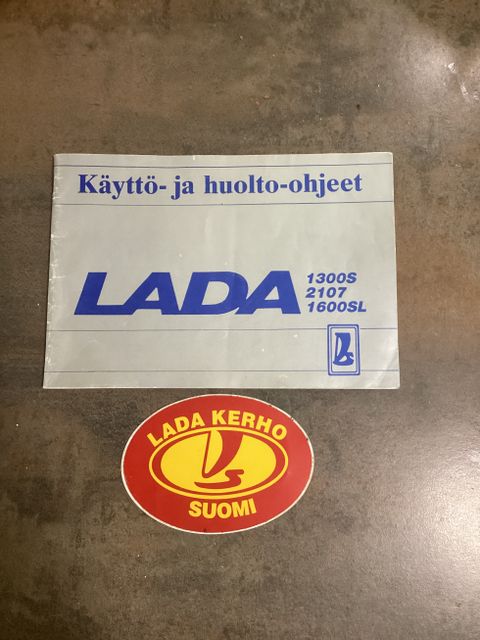 Käyttö- ja huolto-ohjeet
LADA
1300S
2107
1600SL
LADA KERHO
SUOMI